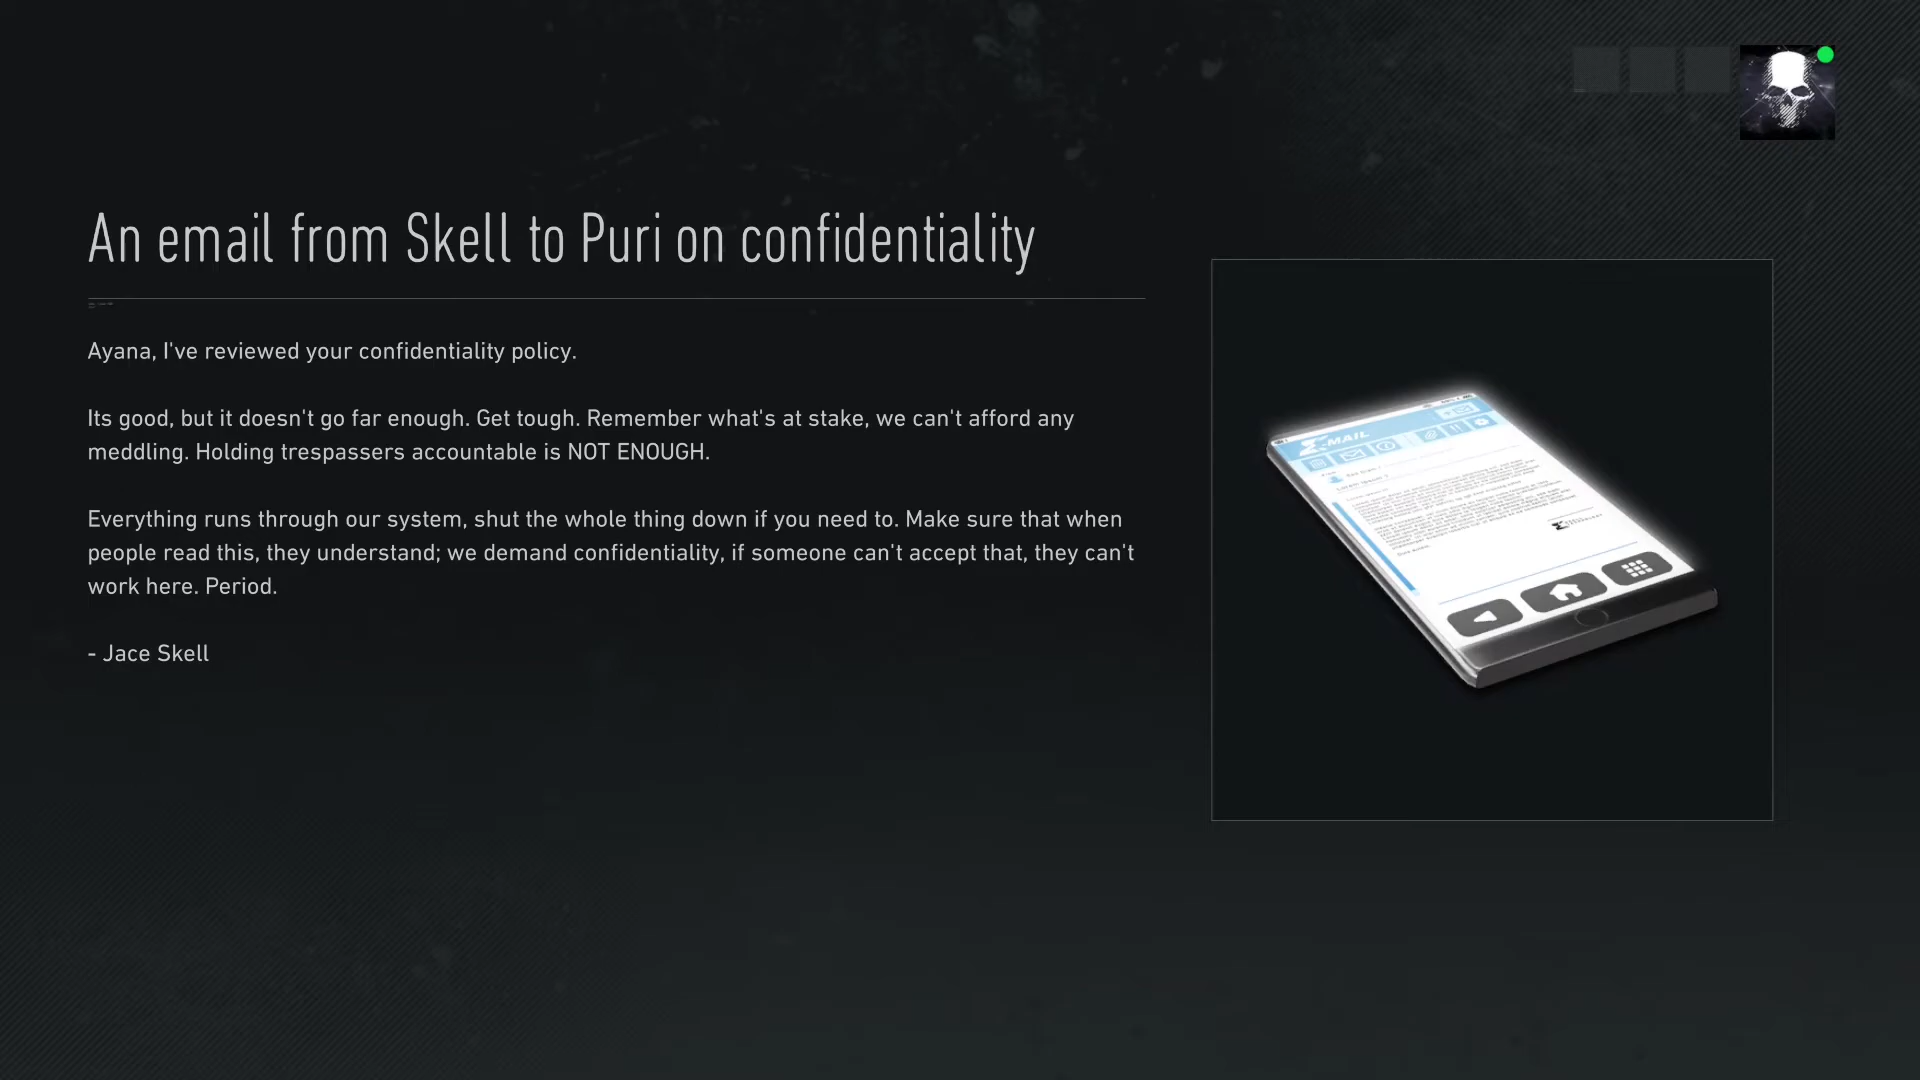 An email from Skell to Puri on confidentiality
Ayana, I've reviewed your confidentiality policy.
Its good, but it doesn't go far enough. Get tough. Remember what's at stake, we can't afford any
meddling. Holding trespassers accountable is NOT ENOUGH.
Everything runs through our system, shut the whole thing down if you need to. Make sure that when
people read this, they understand; we demand confidentiality, if someone can't accept that, they can't
work here. Period.
- Jace Skell
-MAIL